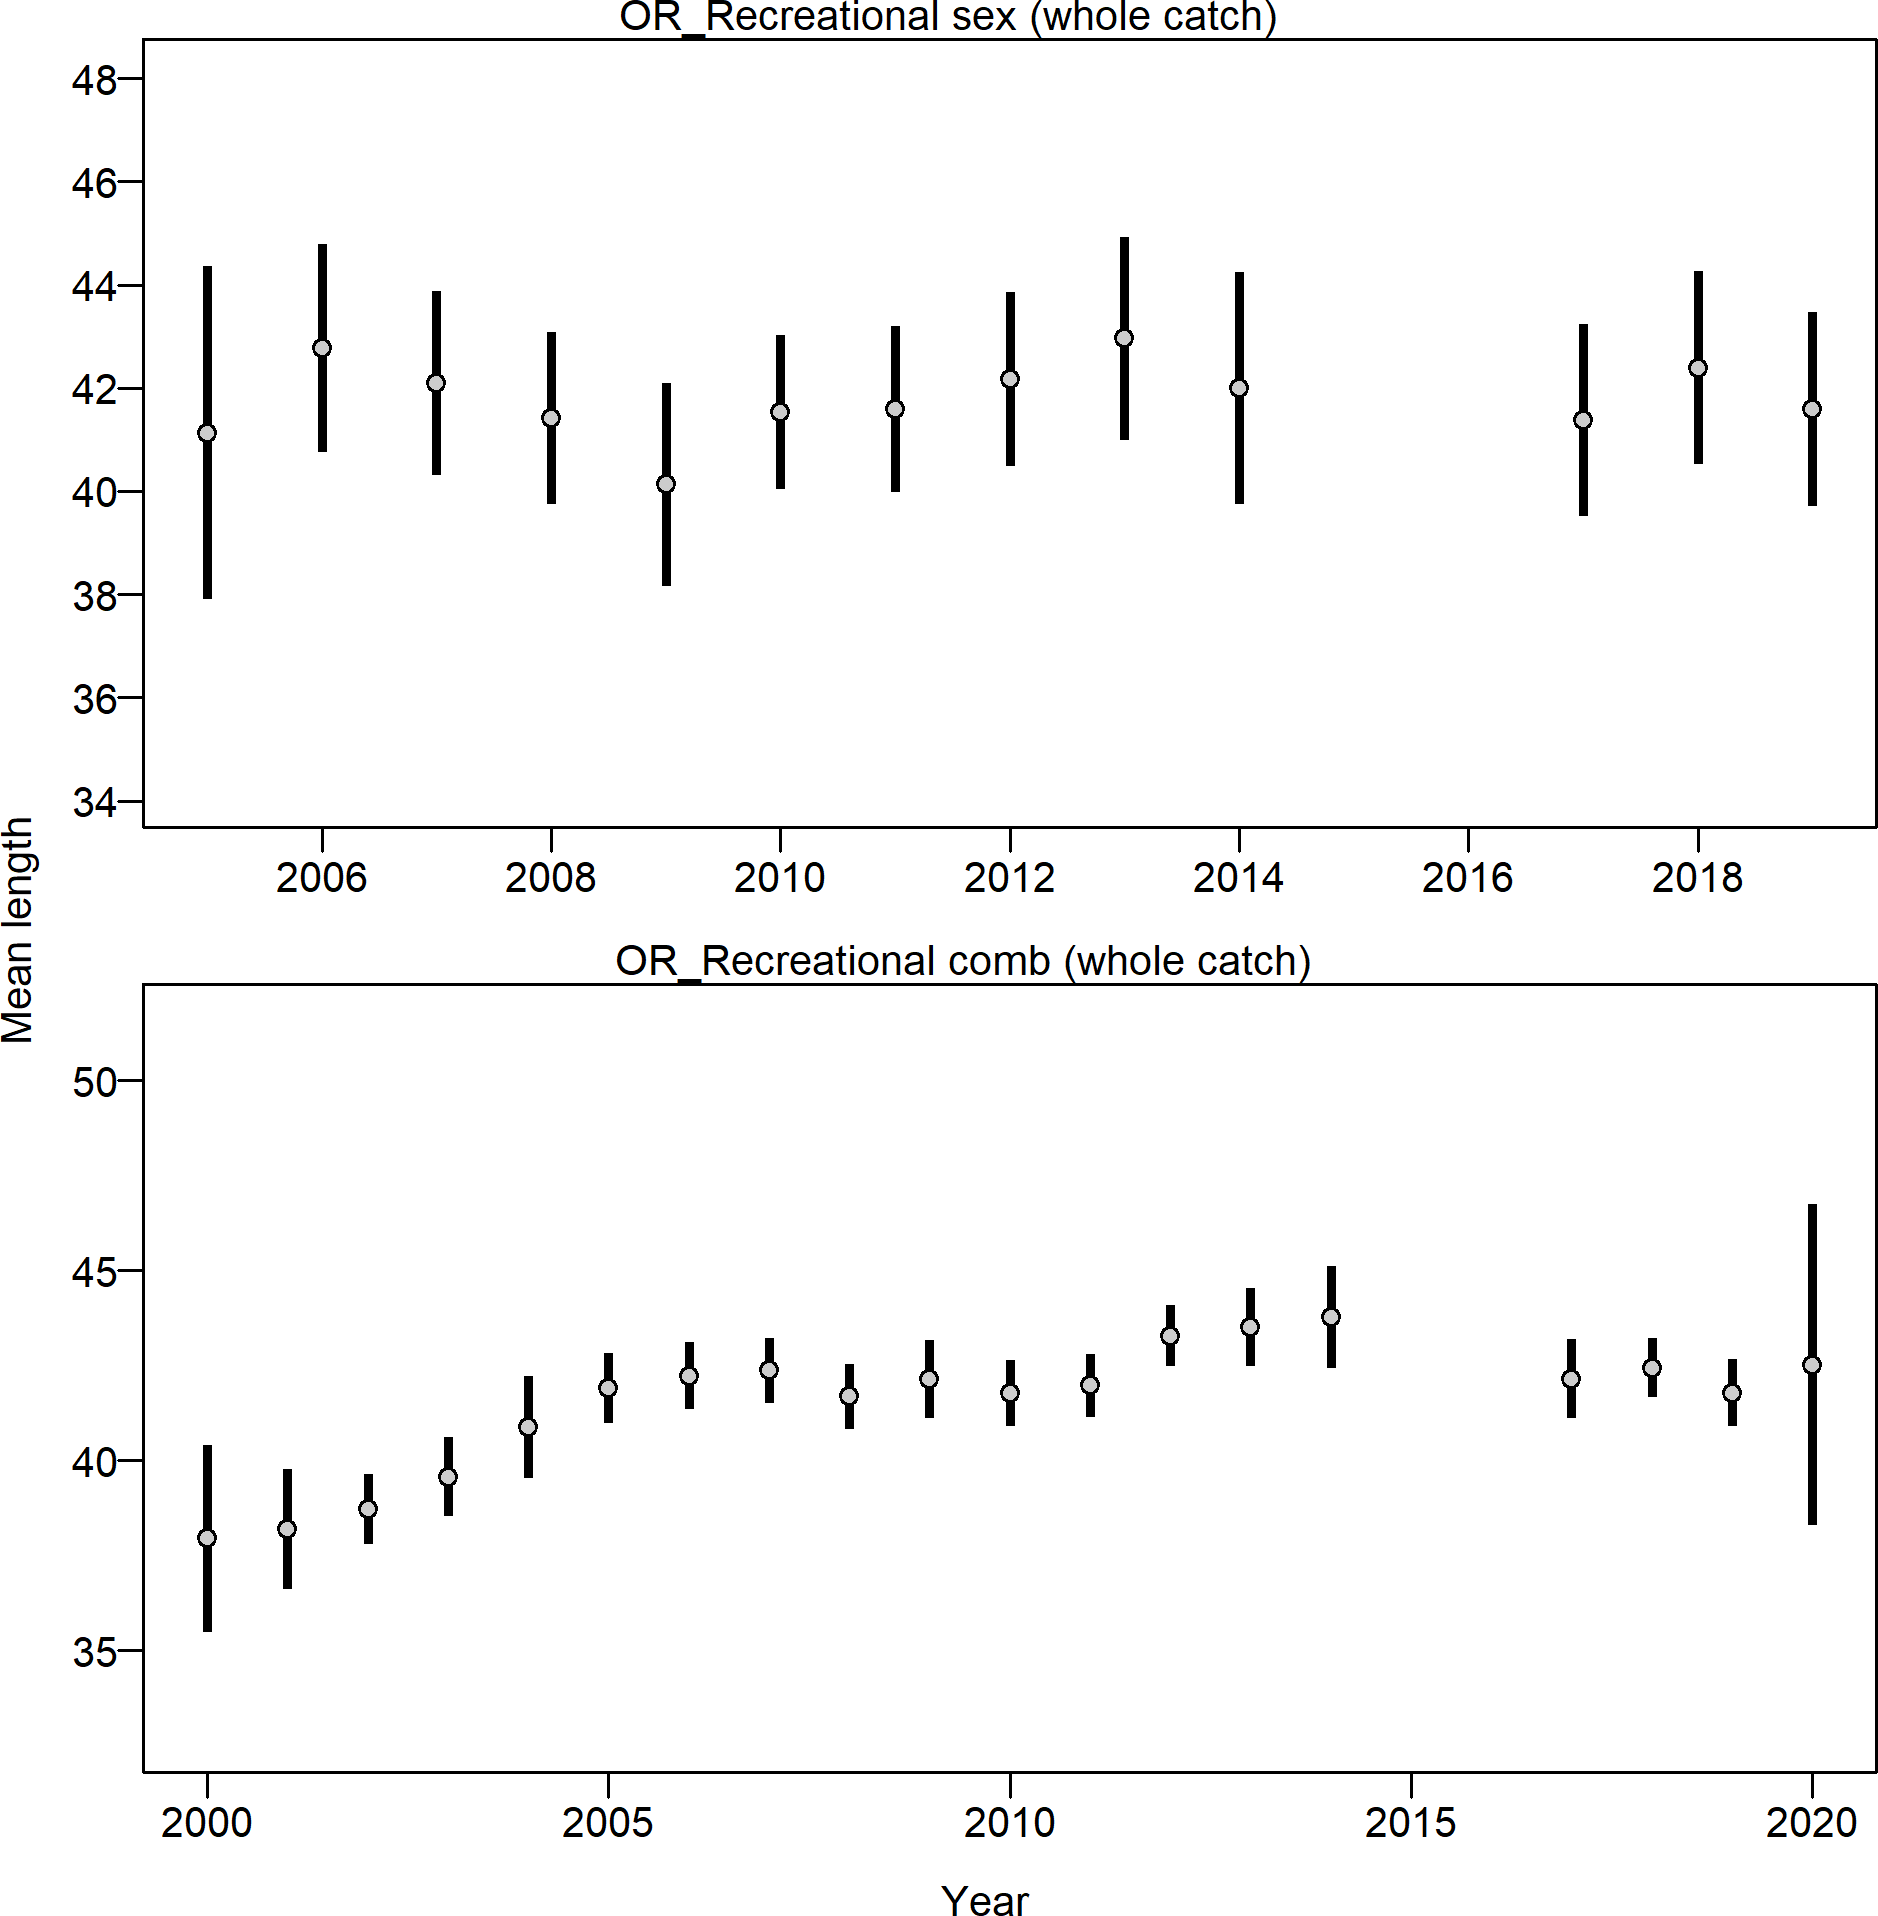 OR_Recreational sex (whole catch)
48
46
44
42
40
38
36
34
2006 2008 2010 2012 2014 2016 2018
Mean length
OR_Recreational comb (whole catch)
50
45
40
35
2000 2005 2010 2015 2020
Year